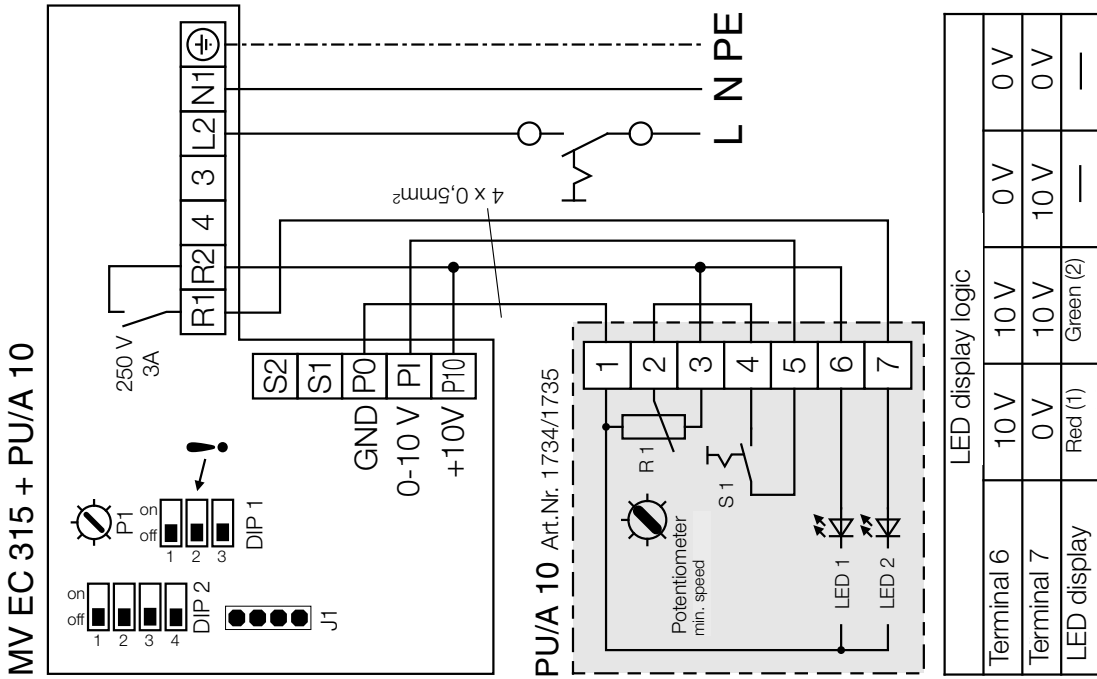 MV EC 315 + PU/A 10
250 V
3A
R1 R2 4 3 L2 N1
S2
S1
P0
PI
P10
GND
0-10 V
+10V
P1
on
off
1 2 3
DIP 1
on
off
1 2 3 4
DIP 2
J1
4 x 0,5mm²
L N PE
PU/A 10 Art.Nr. 1734/1735
1 2 3 4 5 6 7
R 1
S 1
Potentiometer
min. speed
LED 1
LED 2
LED display logic
Terminal 6 10 V 10 V 0 V 0 V
Terminal 7 0 V 10 V 10 V 0 V
LED display Red (1) Green (2) — —